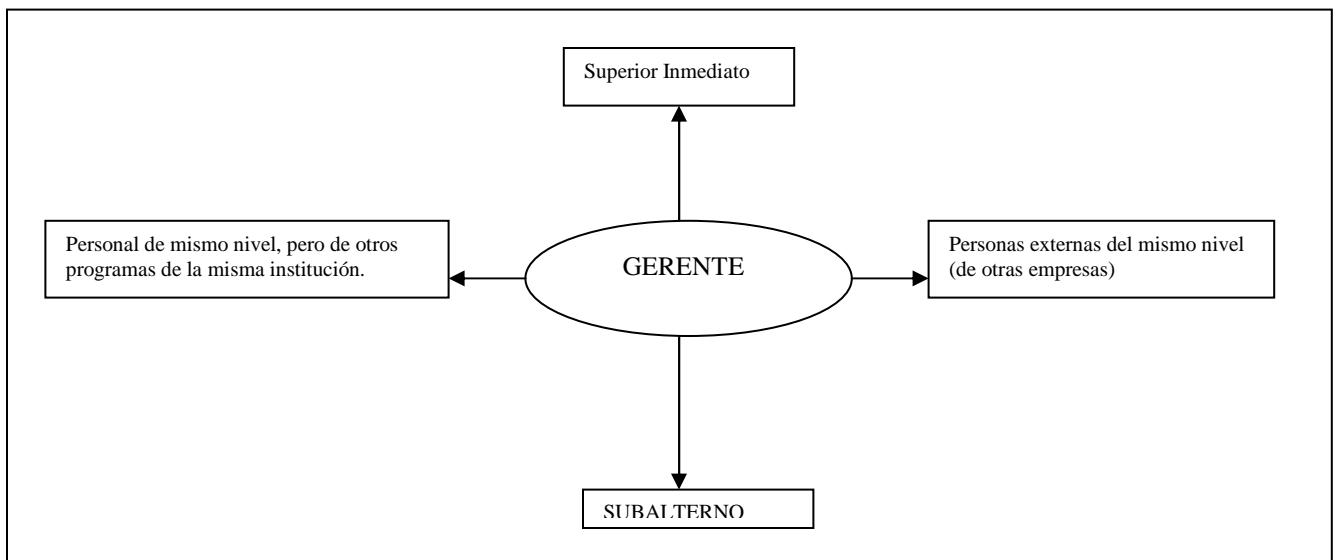 Superior Inmediato
Personal de mismo nivel, pero de otros
programas de la misma institución.
GERENTE
Personas externas del mismo nivel
(de otras empresas)
SUBALTERNO